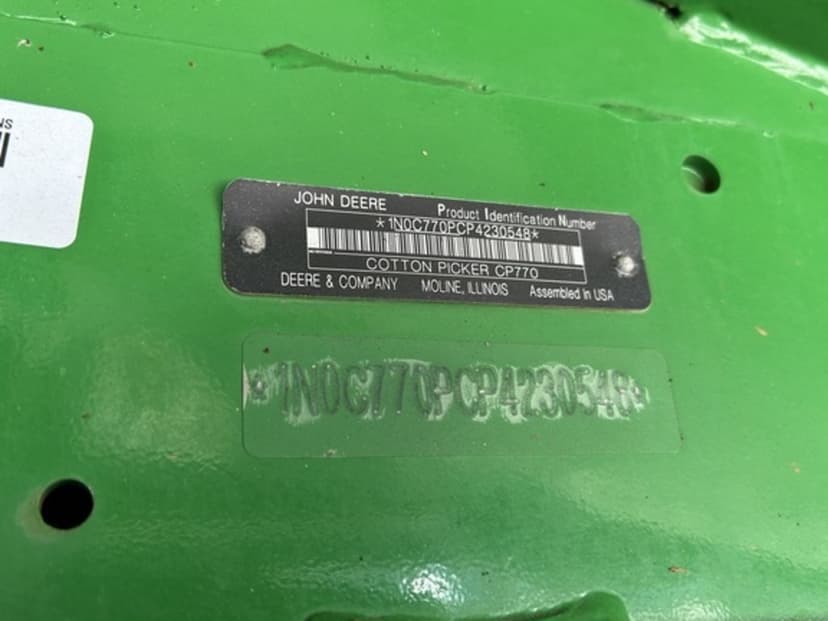 JOHN DEERE Product Identification Number
*1N0C770PCP4230548*
COTTON PICKER CP770
DEERE & COMPANY MOLINE, ILLINOIS Assembled in USA
*1N0C770PCP4230548*